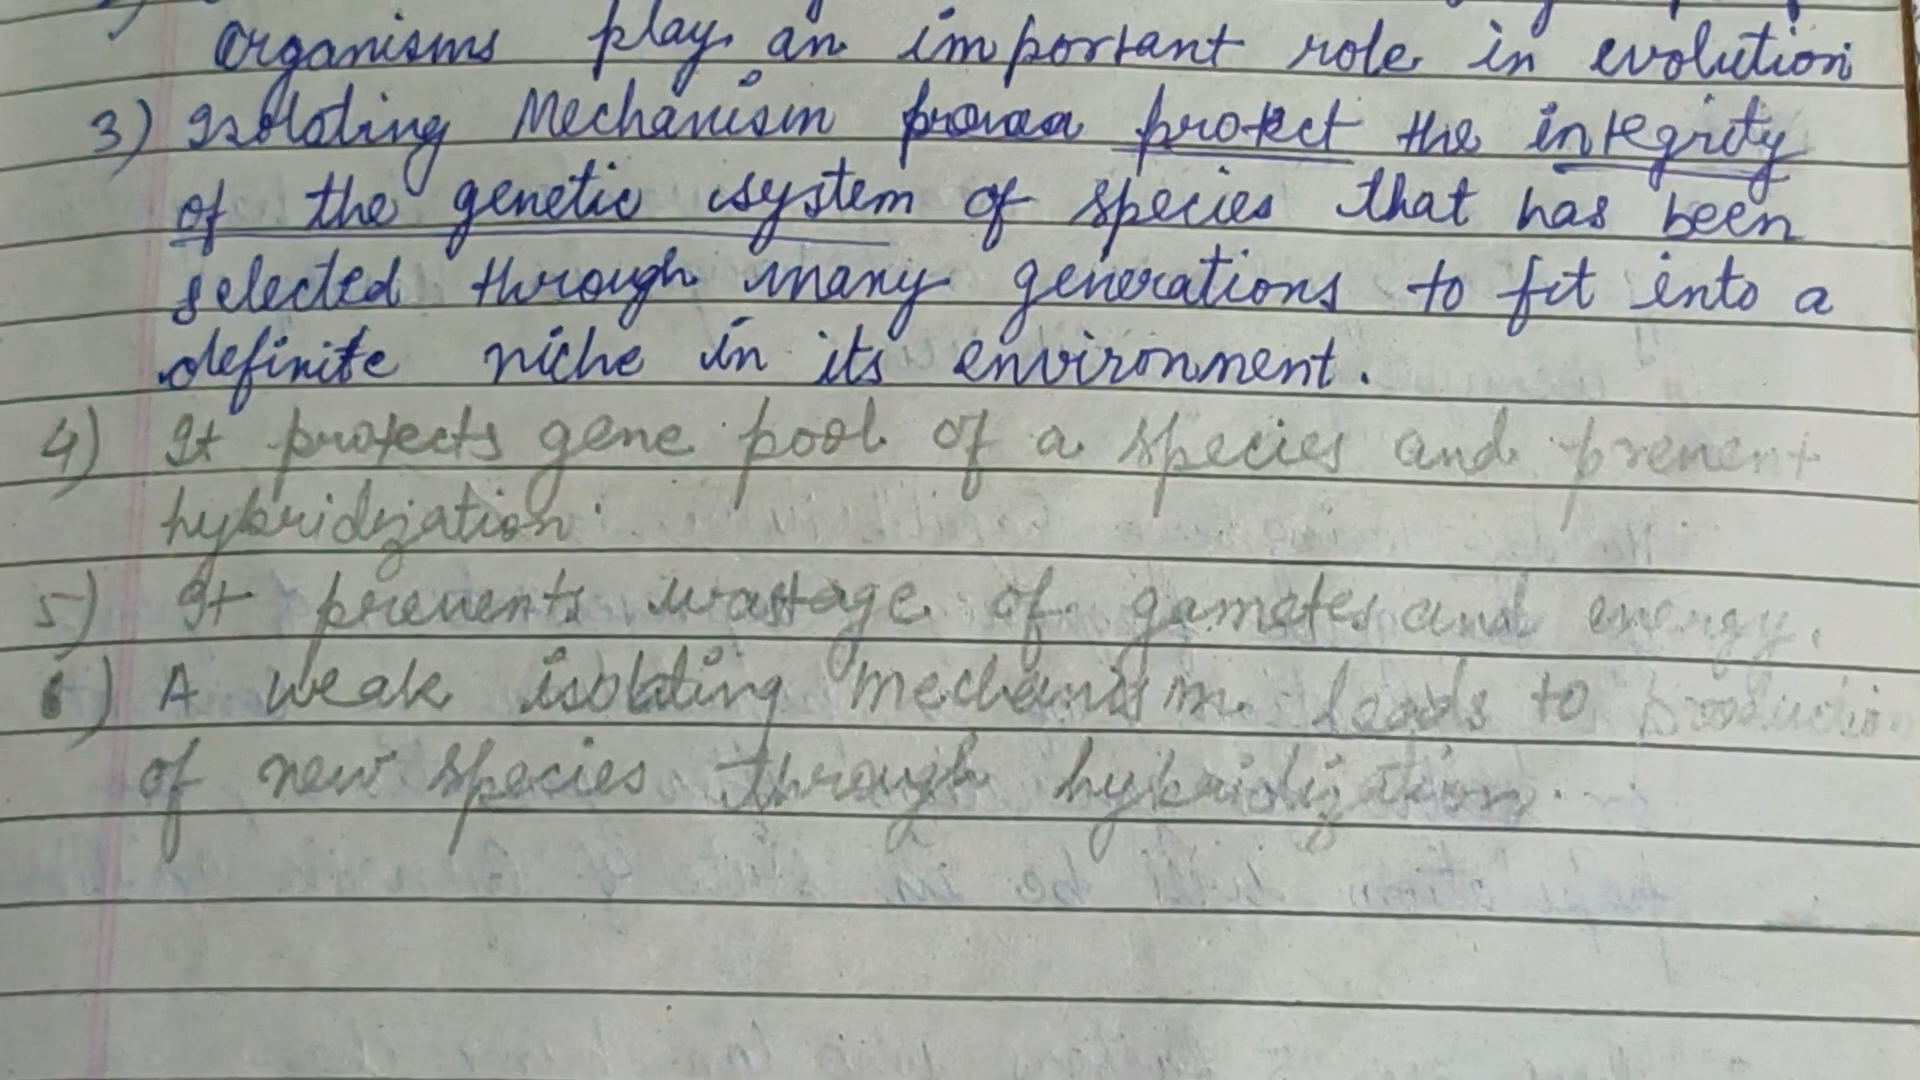 Organisms play an important role in evolution
3) Isolating Mechanism protect the integrity
of the genetic system of species that has been
selected through many generations to fit into a
definite niche in its environment.
4) It protects gene pool of a species and prevent
hybridization.
5) It prevents wastage of gametes and energy.
6) A weak isolating mechanism leads to production
of new species through hybridization.